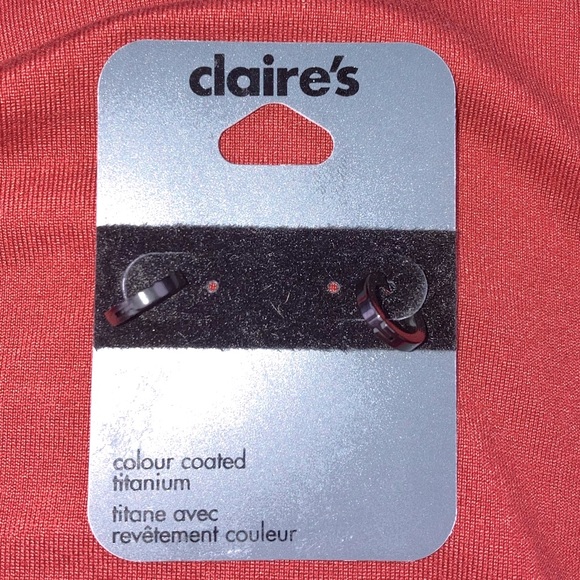 claire's
colour coated
titanium
titane avec
revêtement couleur